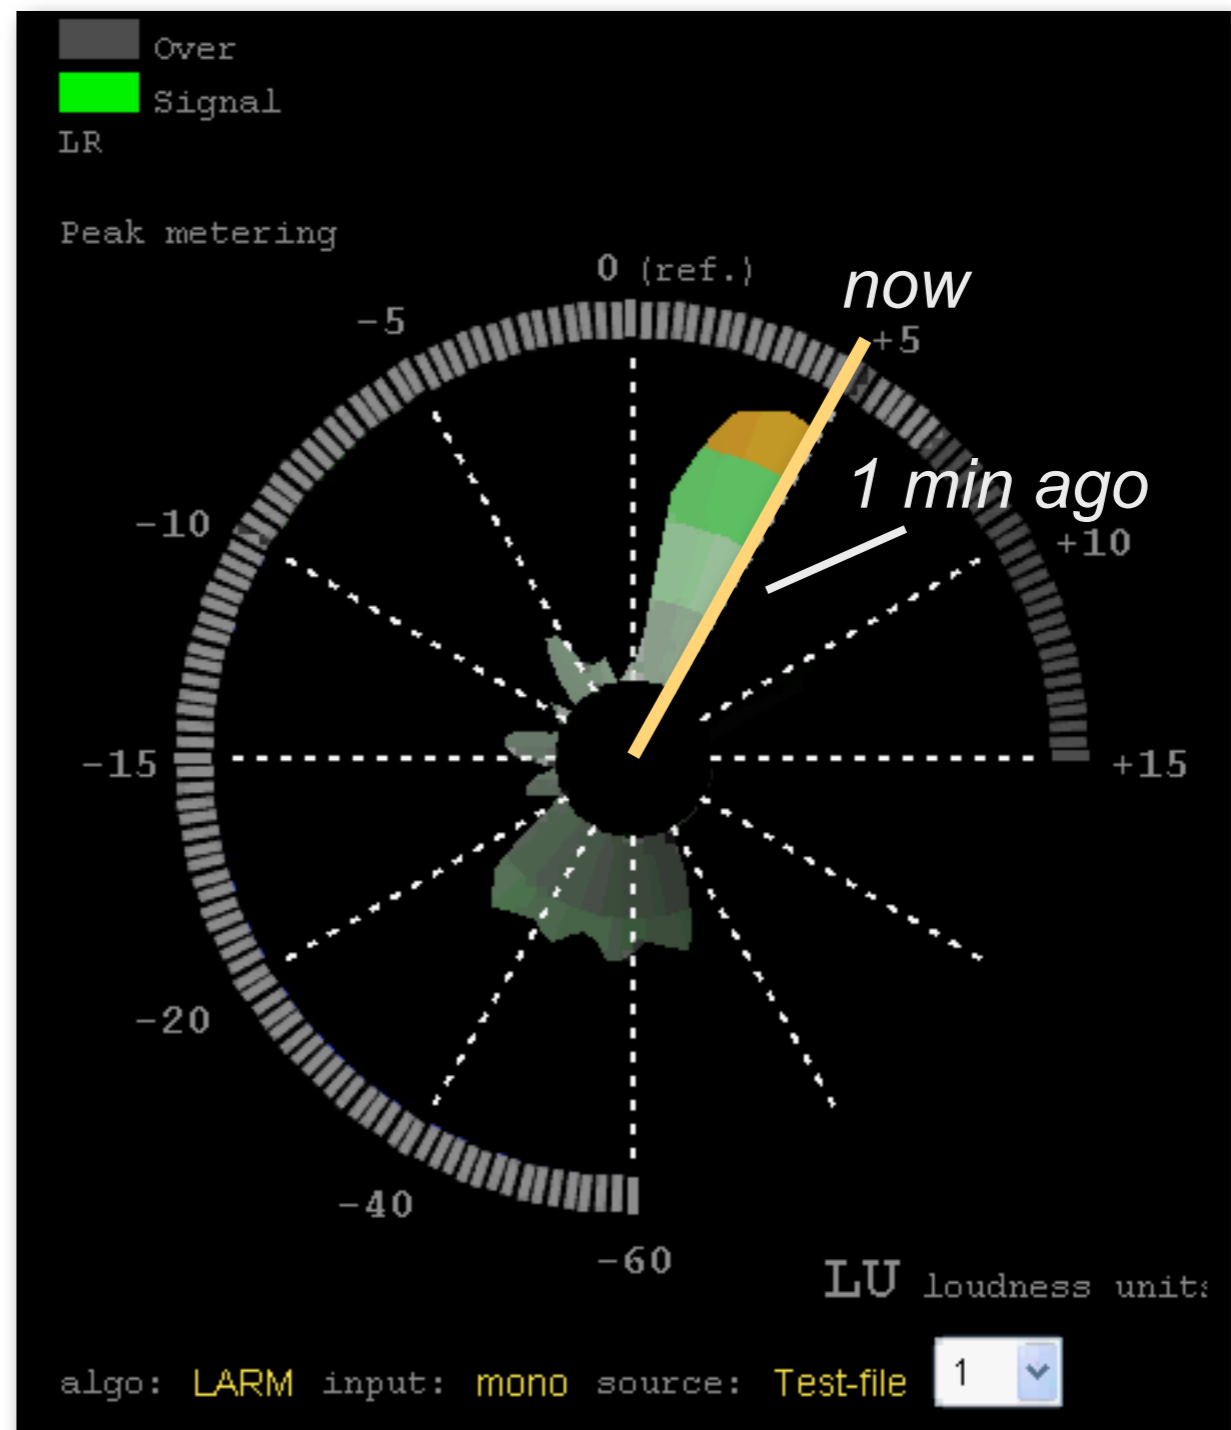 Over
Signal
LR
Peak metering
0 (ref.)
now
-5
+5
1 min ago
-10
+10
-15
+15
-20
-40
-60
LU loudness units
algo: LARM input: mono source: Test-file 1